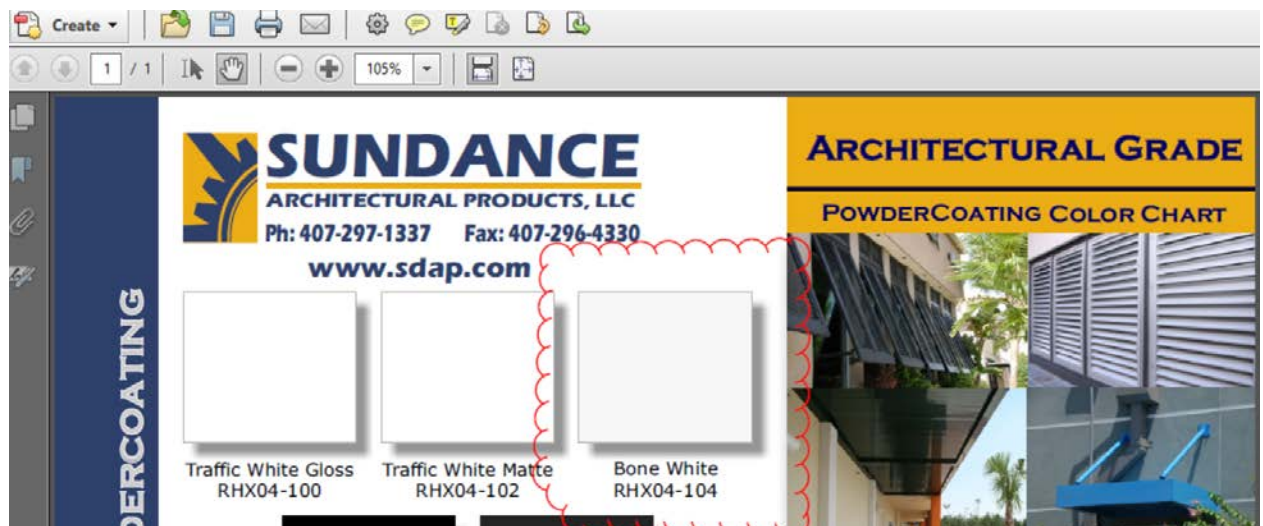 Create
1 / 1
105%
SUNDANCE
ARCHITECTURAL PRODUCTS, LLC
Ph: 407-297-1337 Fax: 407-296-4330
www.sdap.com
ARCHITECTURAL GRADE
POWDERCOATING COLOR CHART
DERCOATING
Traffic White Gloss
RHX04-100
Traffic White Matte
RHX04-102
Bone White
RHX04-104